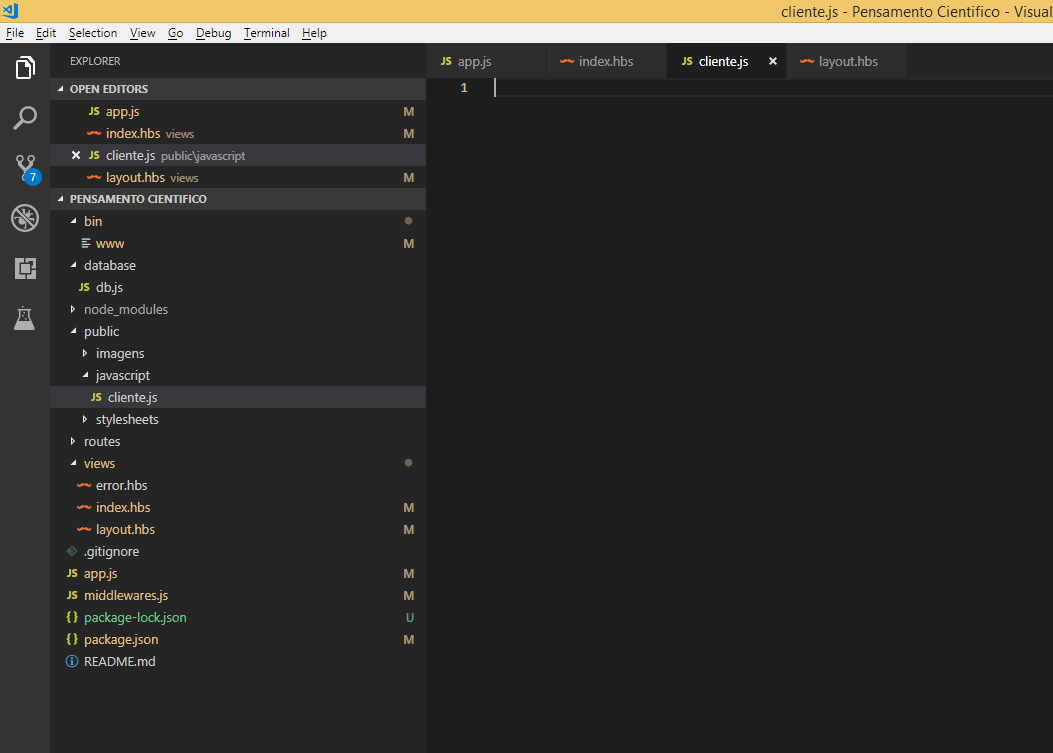 cliente.js - Pensamento Cientifico - Visual
File Edit Selection View Go Debug Terminal Help
EXPLORER
OPEN EDITORS
JS app.js M
index.hbs views M
JS cliente.js public\javascript
layout.hbs views M
PENSAMENTO CIENTIFICO
bin
www M
database
JS db.js
node_modules
public
imagens
javascript
JS cliente.js
stylesheets
routes
views
error.hbs
index.hbs M
layout.hbs M
.gitignore
JS app.js M
JS middlewares.js M
{} package-lock.json U
{} package.json M
README.md
7
JS app.js index.hbs JS cliente.js layout.hbs
1